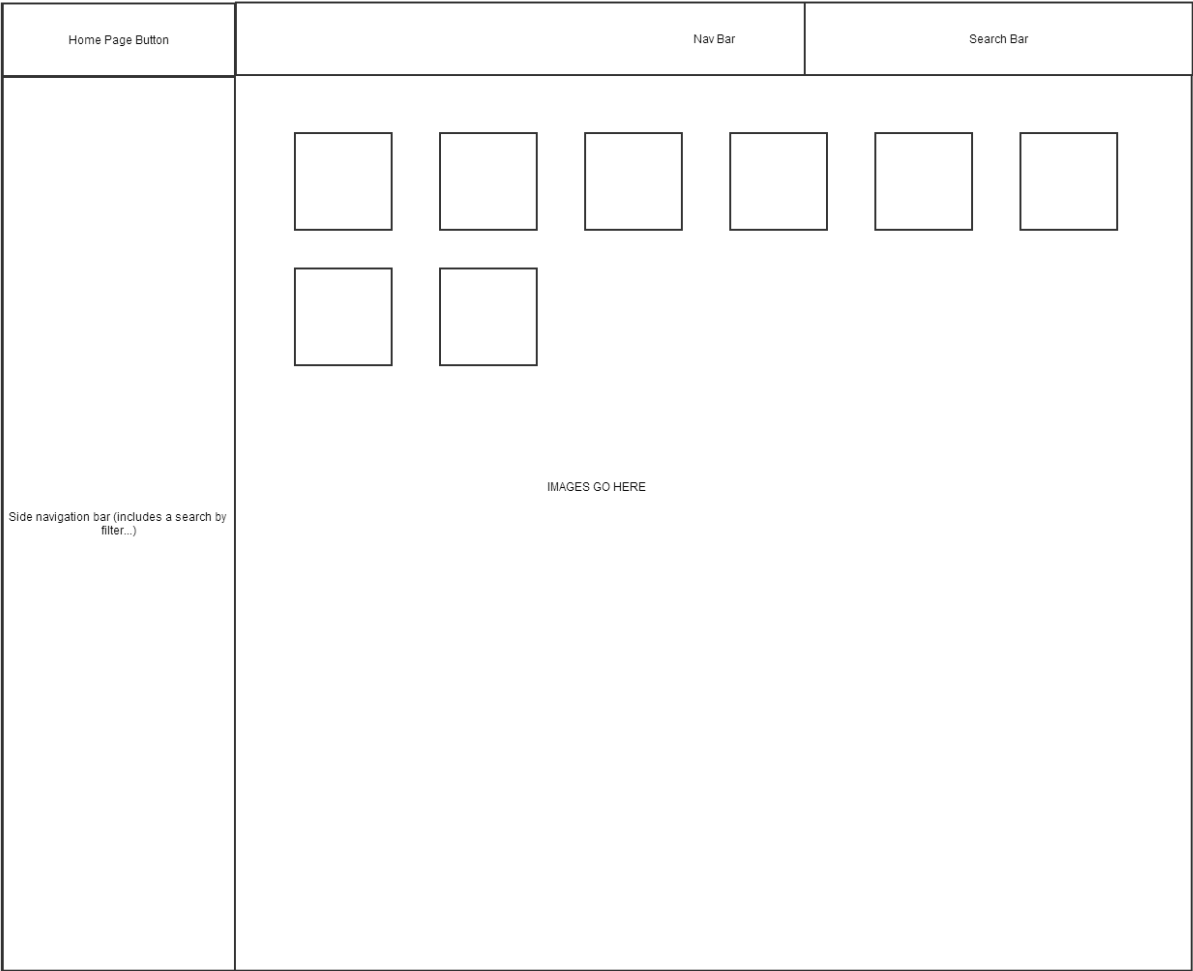 Home Page Button
Nav Bar
Search Bar
IMAGES GO HERE
Side navigation bar (includes a search by
filter...)